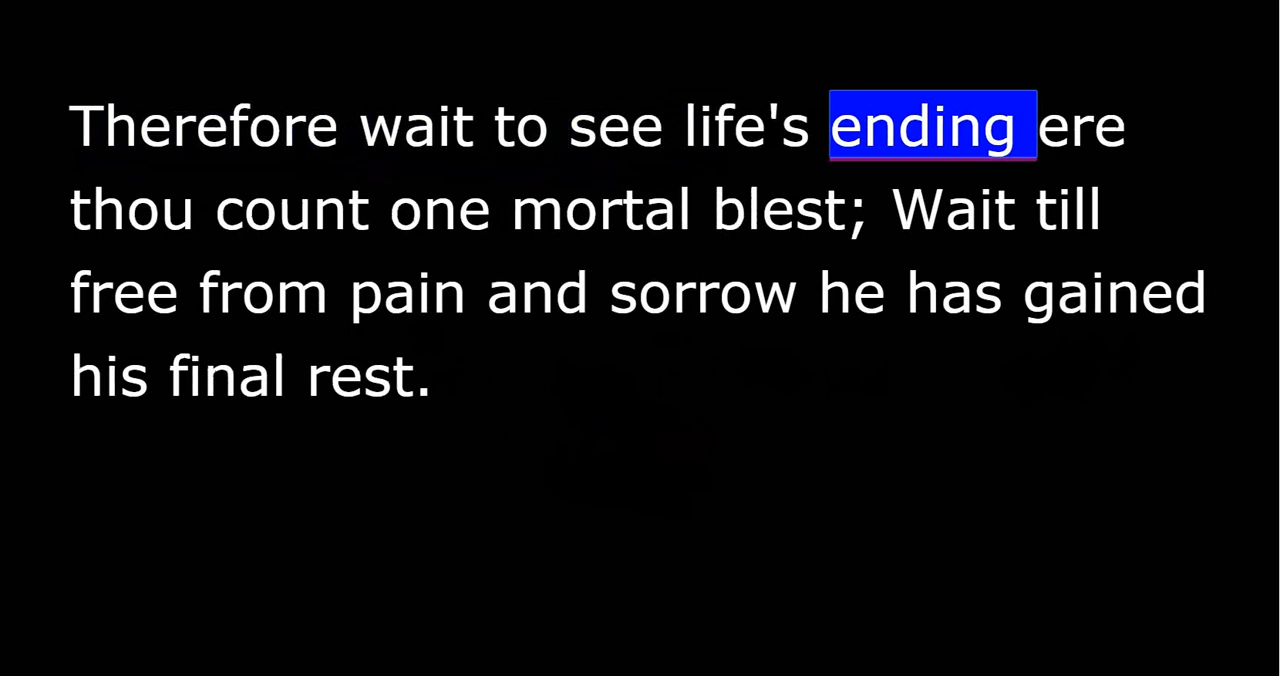 Therefore wait to see life's ending ere
thou count one mortal blest; Wait till
free from pain and sorrow he has gained
his final rest.